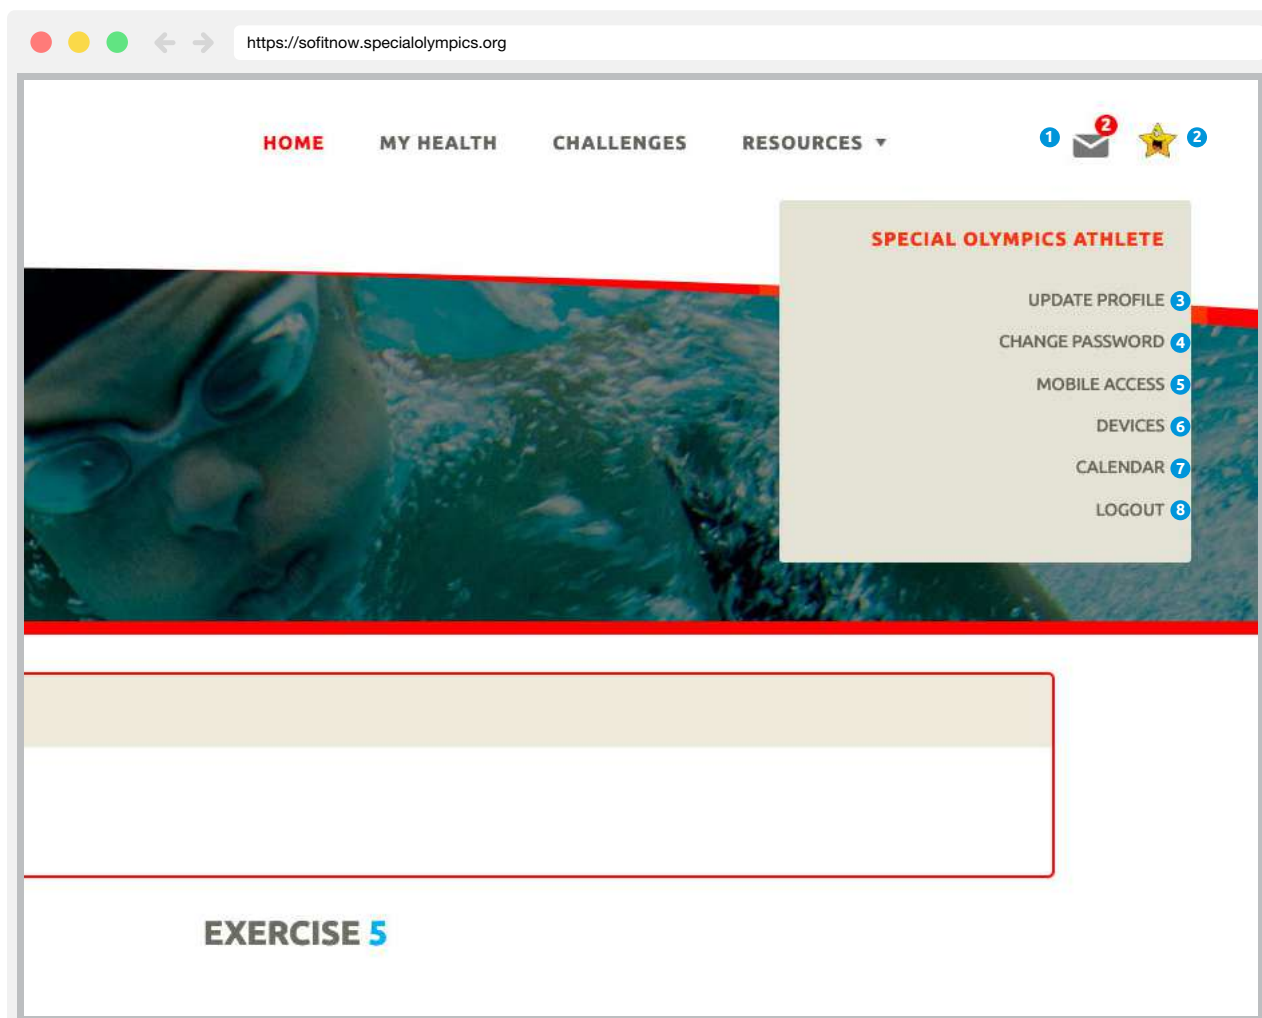 https://sofitnow.specialolympics.org
HOME MY HEALTH CHALLENGES RESOURCES 1 2 2
SPECIAL OLYMPICS ATHLETE
UPDATE PROFILE 3
CHANGE PASSWORD 4
MOBILE ACCESS 5
DEVICES 6
CALENDAR 7
LOGOUT 8
EXERCISE 5